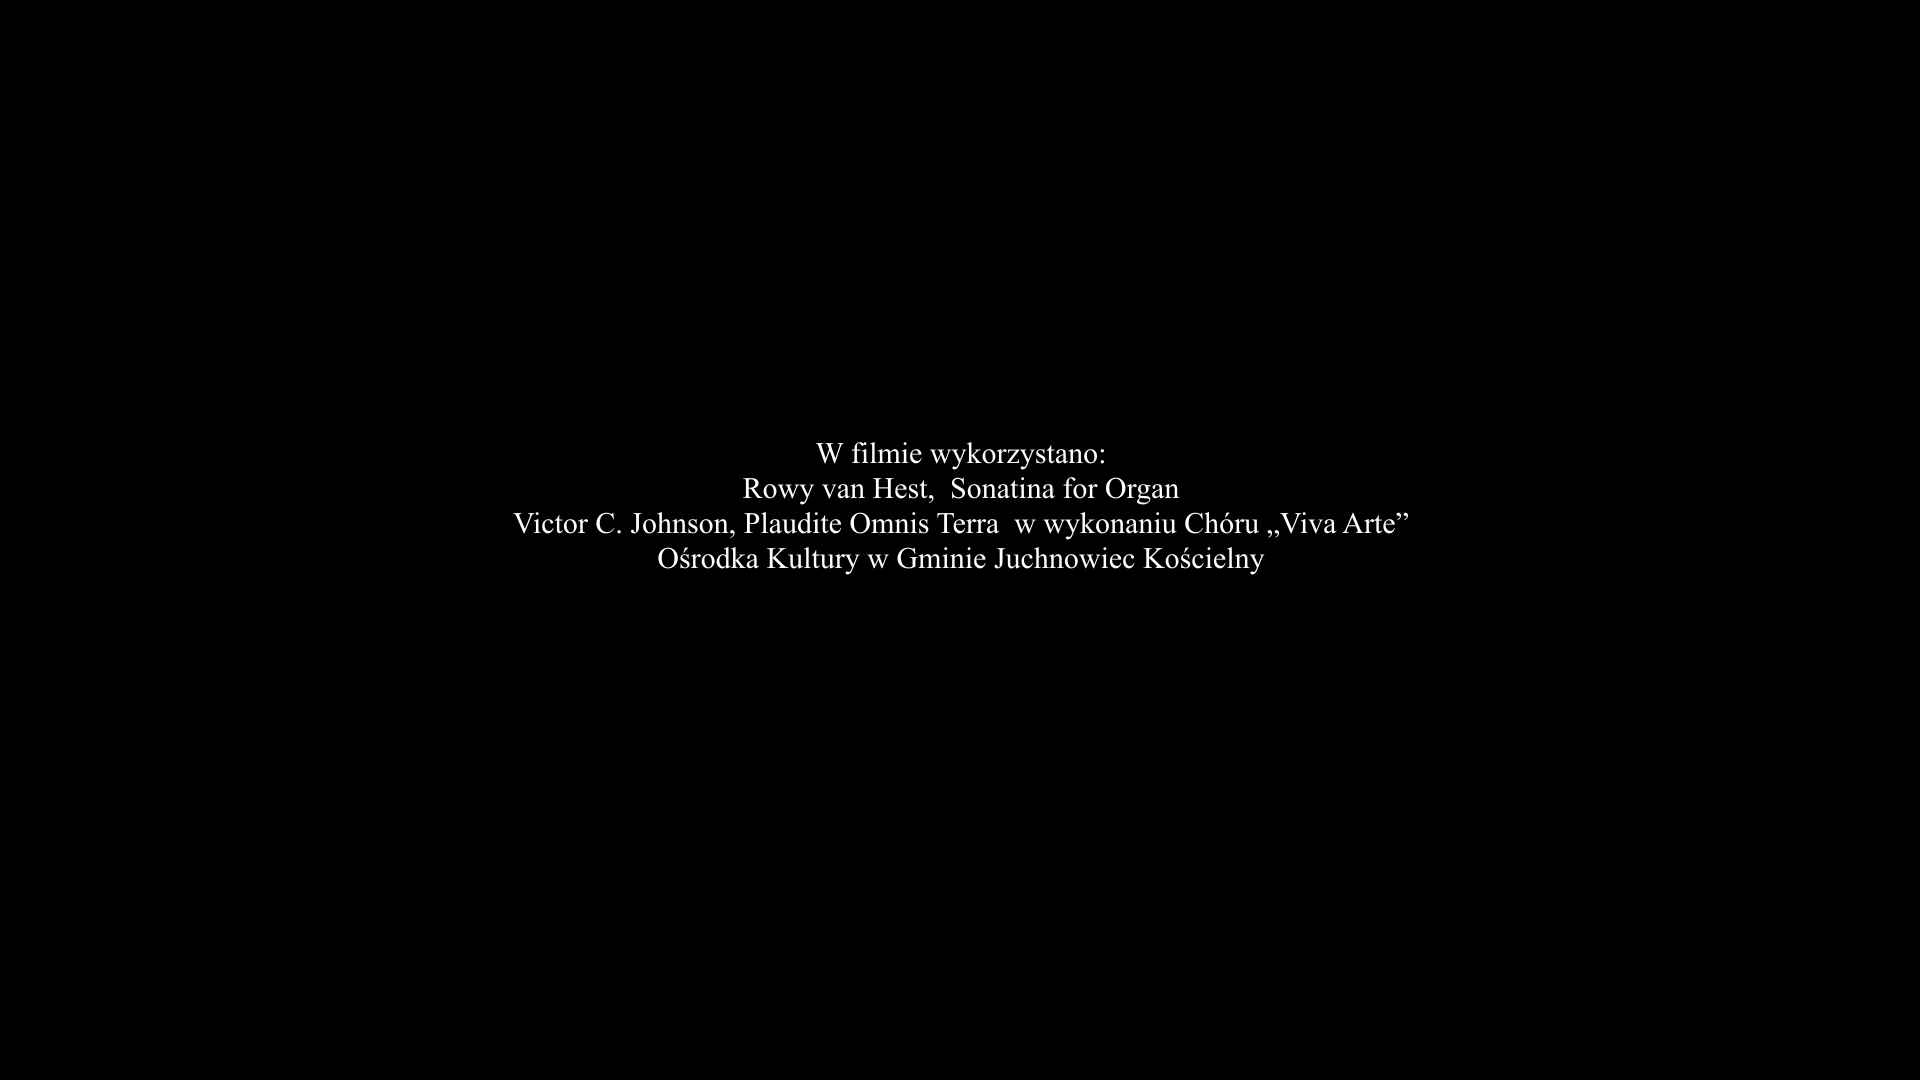 W filmie wykorzystano:
Rowy van Hest,  Sonatina for Organ
Victor C. Johnson, Plaudite Omnis Terra  w wykonaniu Chóru „Viva Arte”
Ośrodka Kultury w Gminie Juchnowiec Kościelny